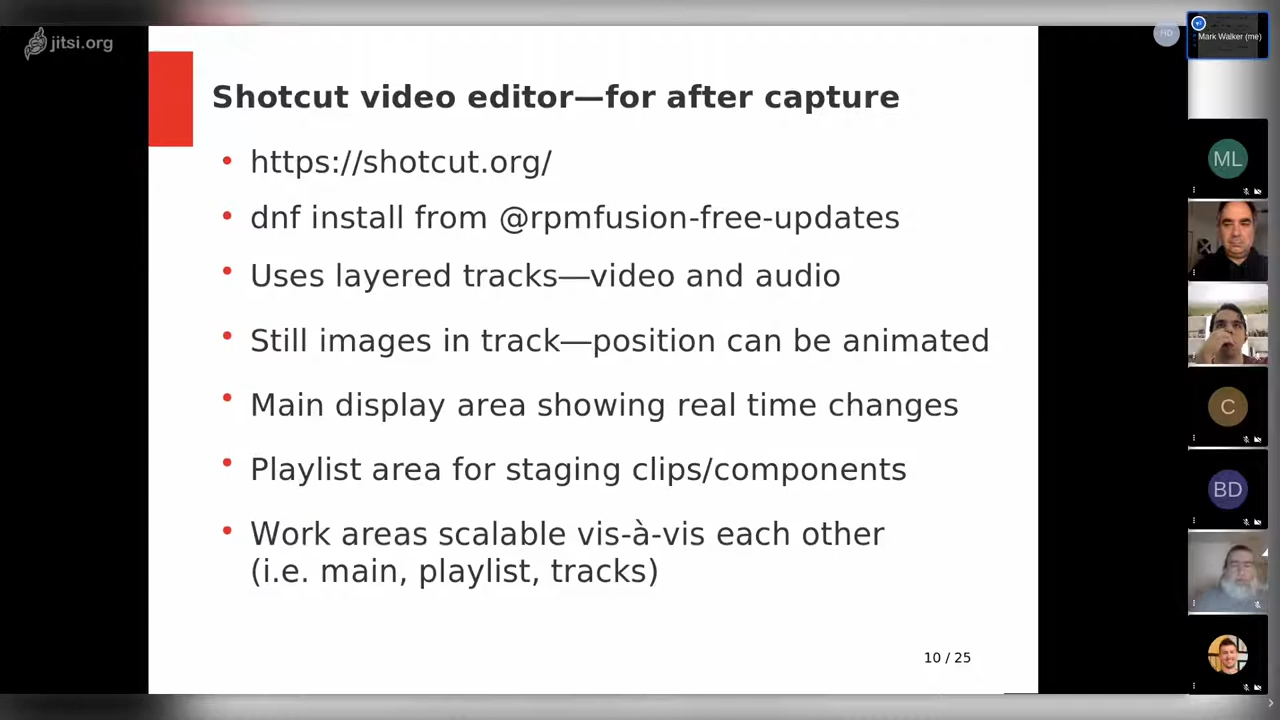 jitsi.org
HD
Mark Walker (me)
Shotcut video editor—for after capture
https://shotcut.org/
dnf install from @rpmfusion-free-updates
Uses layered tracks—video and audio
Still images in track—position can be animated
Main display area showing real time changes
Playlist area for staging clips/components
Work areas scalable vis-à-vis each other
(i.e. main, playlist, tracks)
10 / 25
ML
C
BD